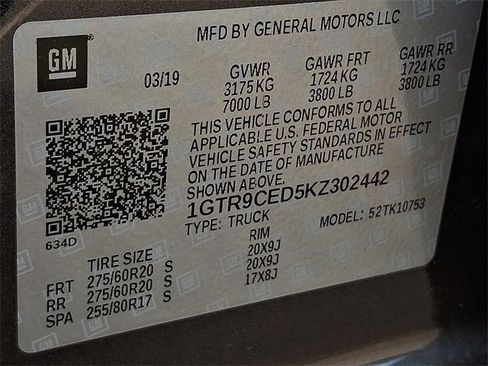 MFD BY GENERAL MOTORS LLC
GM
03/19
GVWR GAWR FRT GAWR RR
3175 KG 1724 KG 1724 KG
7000 LB 3800 LB 3800 LB
THIS VEHICLE CONFORMS TO ALL
APPLICABLE U.S. FEDERAL MOTOR
VEHICLE SAFETY STANDARDS IN EFFECT
ON THE DATE OF MANUFACTURE
SHOWN ABOVE.
1GTR9CED5KZ302442
TYPE: TRUCK MODEL: 52TK10753
634D
TIRE SIZE RIM
FRT 275/60R20 S 20X9J
RR 275/60R20 S 20X9J
SPA 255/80R17 S 17X8J